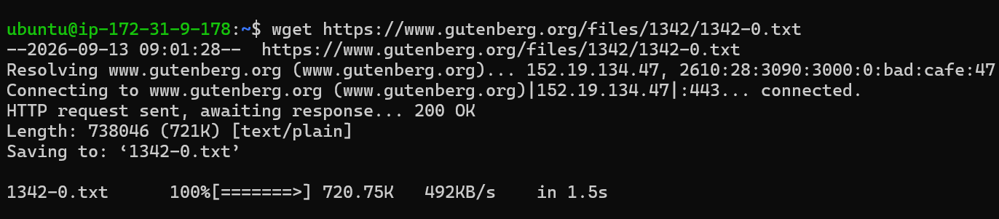 ubuntu@ip-172-31-9-178:~$ wget https://www.gutenberg.org/files/1342/1342-0.txt
--2026-09-13 09:01:28--  https://www.gutenberg.org/files/1342/1342-0.txt
Resolving www.gutenberg.org (www.gutenberg.org)... 152.19.134.47, 2610:28:3090:3000:0:bad:cafe:47
Connecting to www.gutenberg.org (www.gutenberg.org)|152.19.134.47|:443... connected.
HTTP request sent, awaiting response... 200 OK
Length: 738046 (721K) [text/plain]
Saving to: ‘1342-0.txt’
1342-0.txt      100%[=======>] 720.75K   492KB/s    in 1.5s